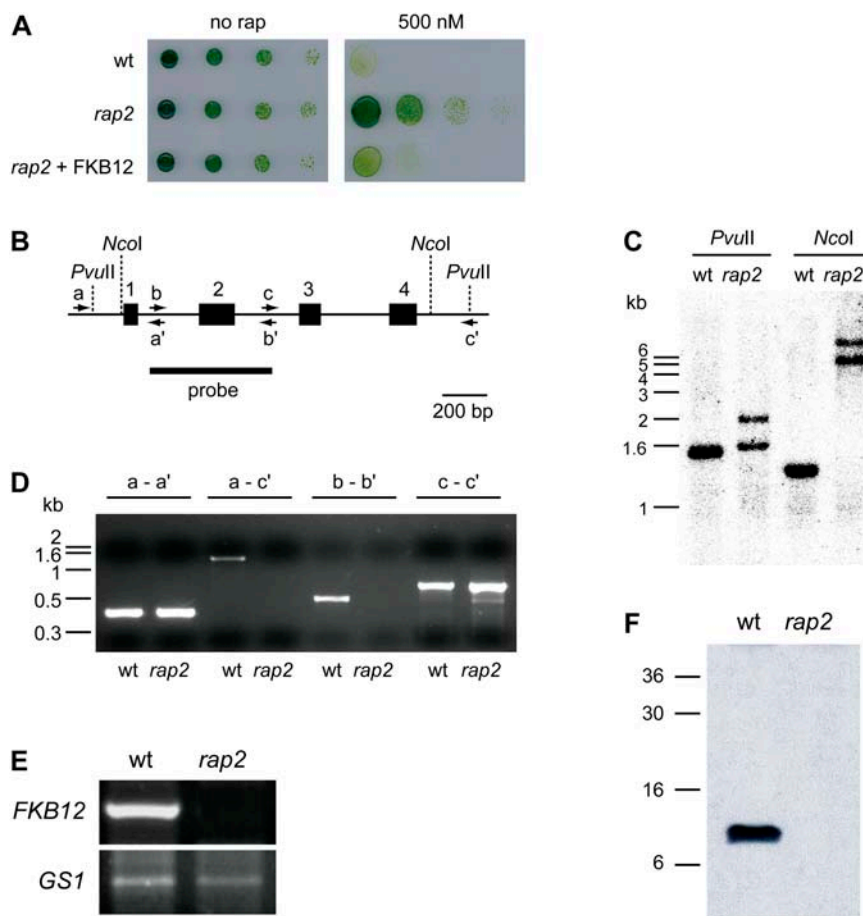 A
no rap
500 nM
wt
rap2
rap2 + FKB12
B
NcoI
NcoI
PvuII
PvuII
a
1
b
2
c
3
4
a'
b'
c'
probe
200 bp
C
PvuII
NcoI
wt rap2
wt rap2
kb
6
5
4
3
2
1.6
1
D
a - a'
a - c'
b - b'
c - c'
kb
2
1.6
1
0.5
0.3
wt rap2
wt rap2
wt rap2
wt rap2
E
wt
rap2
FKB12
GS1
F
wt
rap2
36
30
16
6